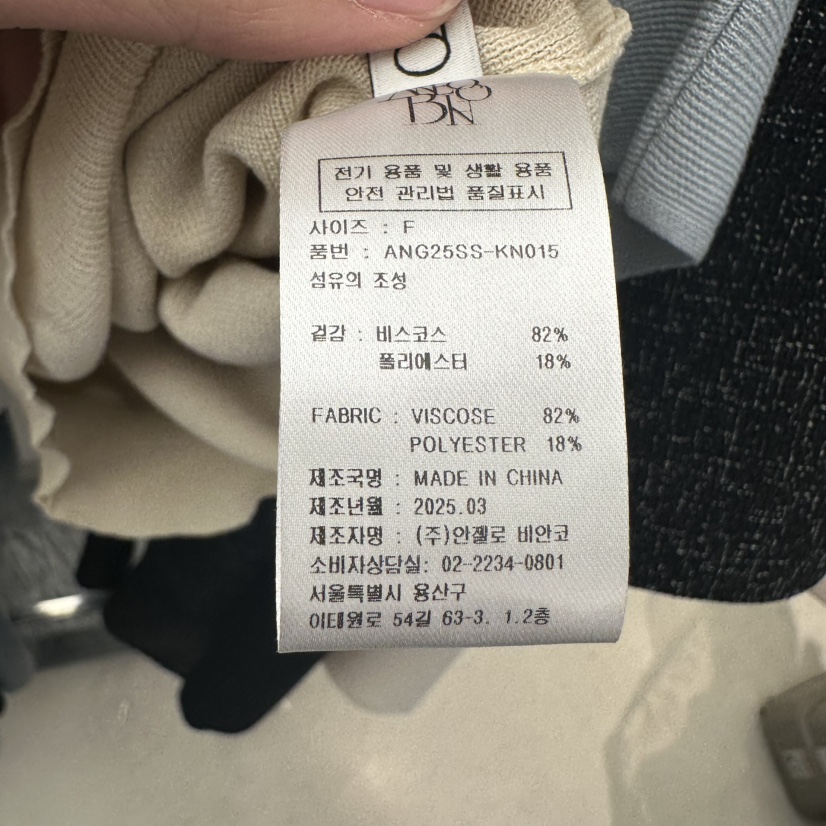 전기 용품 및 생활 용품
안전 관리법 품질표시
사이즈 : F
품번 : ANG25SS-KN015
섬유의 조성
겉감 : 비스코스 82%
폴리에스터 18%
FABRIC : VISCOSE 82%
POLYESTER 18%
제조국명 : MADE IN CHINA
제조년월 : 2025.03
제조자명 : (주)안젤로 비안코
소비자상담실: 02-2234-0801
서울특별시 용산구
이태원로 54길 63-3. 1.2층